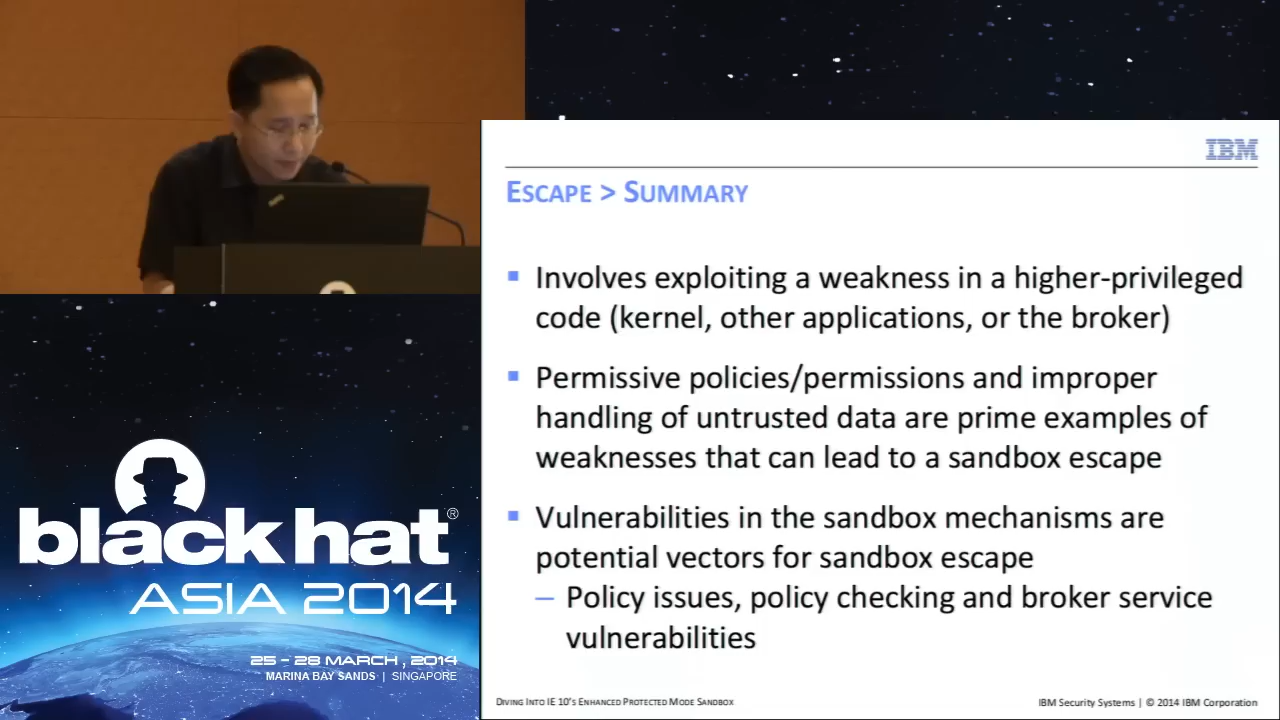 IBM
ESCAPE > SUMMARY
Involves exploiting a weakness in a higher-privileged
code (kernel, other applications, or the broker)
Permissive policies/permissions and improper
handling of untrusted data are prime examples of
weaknesses that can lead to a sandbox escape
Vulnerabilities in the sandbox mechanisms are
potential vectors for sandbox escape
– Policy issues, policy checking and broker service
vulnerabilities
DIVING INTO IE 10'S ENHANCED PROTECTED MODE SANDBOX
IBM Security Systems | © 2014 IBM Corporation
black hat®
ASIA 2014
25 - 28 MARCH, 2014
MARINA BAY SANDS | SINGAPORE